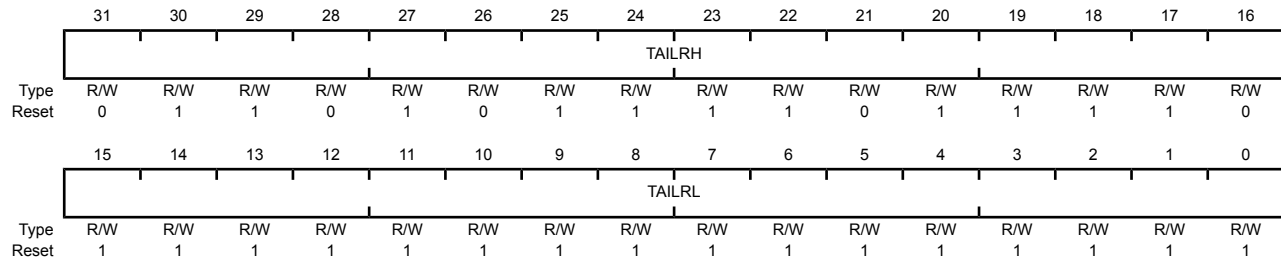 31 30 29 28 27 26 25 24 23 22 21 20 19 18 17 16
TAILRH
Type R/W R/W R/W R/W R/W R/W R/W R/W R/W R/W R/W R/W R/W R/W R/W R/W
Reset 0 1 1 0 1 0 1 1 1 1 0 1 1 1 1 0
15 14 13 12 11 10 9 8 7 6 5 4 3 2 1 0
TAILRL
Type R/W R/W R/W R/W R/W R/W R/W R/W R/W R/W R/W R/W R/W R/W R/W R/W
Reset 1 1 1 1 1 1 1 1 1 1 1 1 1 1 1 1